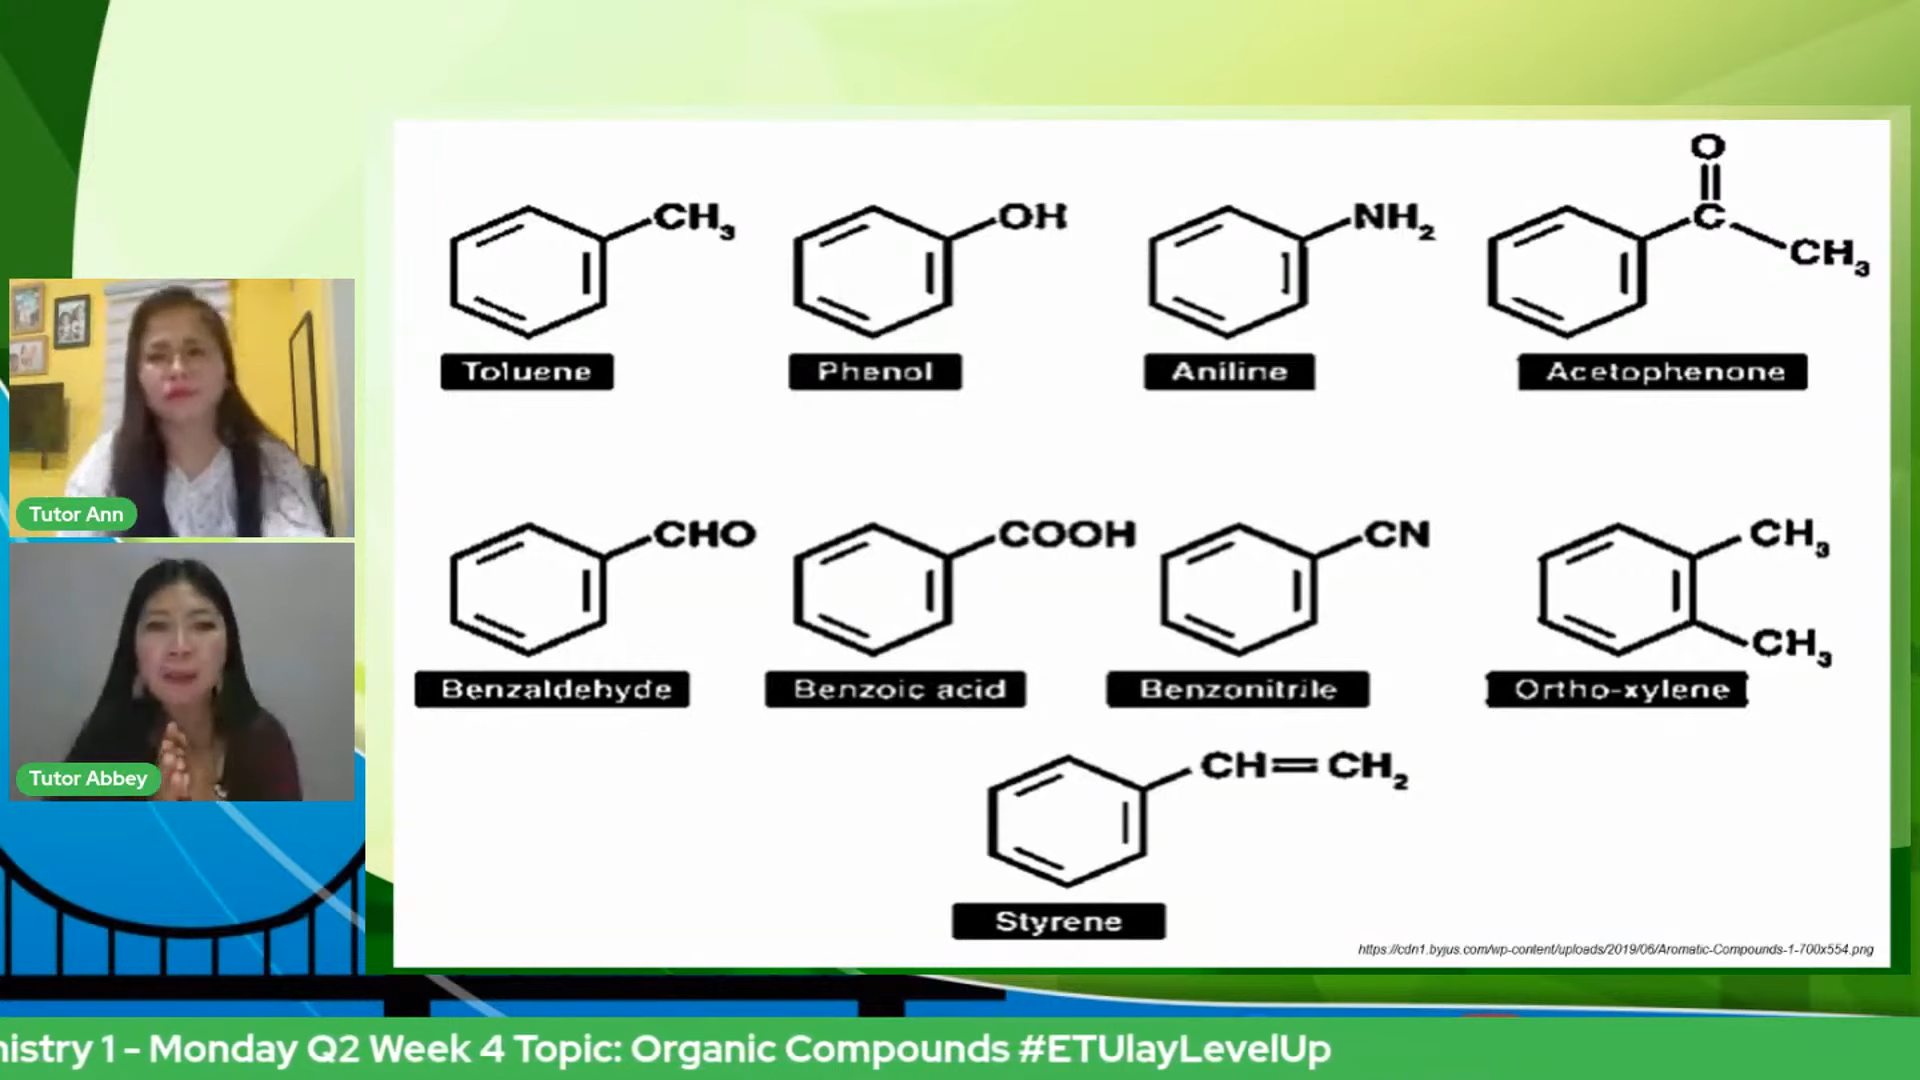 CH₃
Toluene
OH
Phenol
NH₂
Aniline
O
C
CH₃
Acetophenone
CHO
Benzaldehyde
COOH
Benzoic acid
CN
Benzonitrile
CH₃
CH₃
Ortho-xylene
CH=CH₂
Styrene
https://cdn1.byjus.com/wp-content/uploads/2019/06/Aromatic-Compounds-1-700x554.png
Tutor Ann
Tutor Abbey
nistry 1 - Monday Q2 Week 4 Topic: Organic Compounds #ETUlayLevelUp